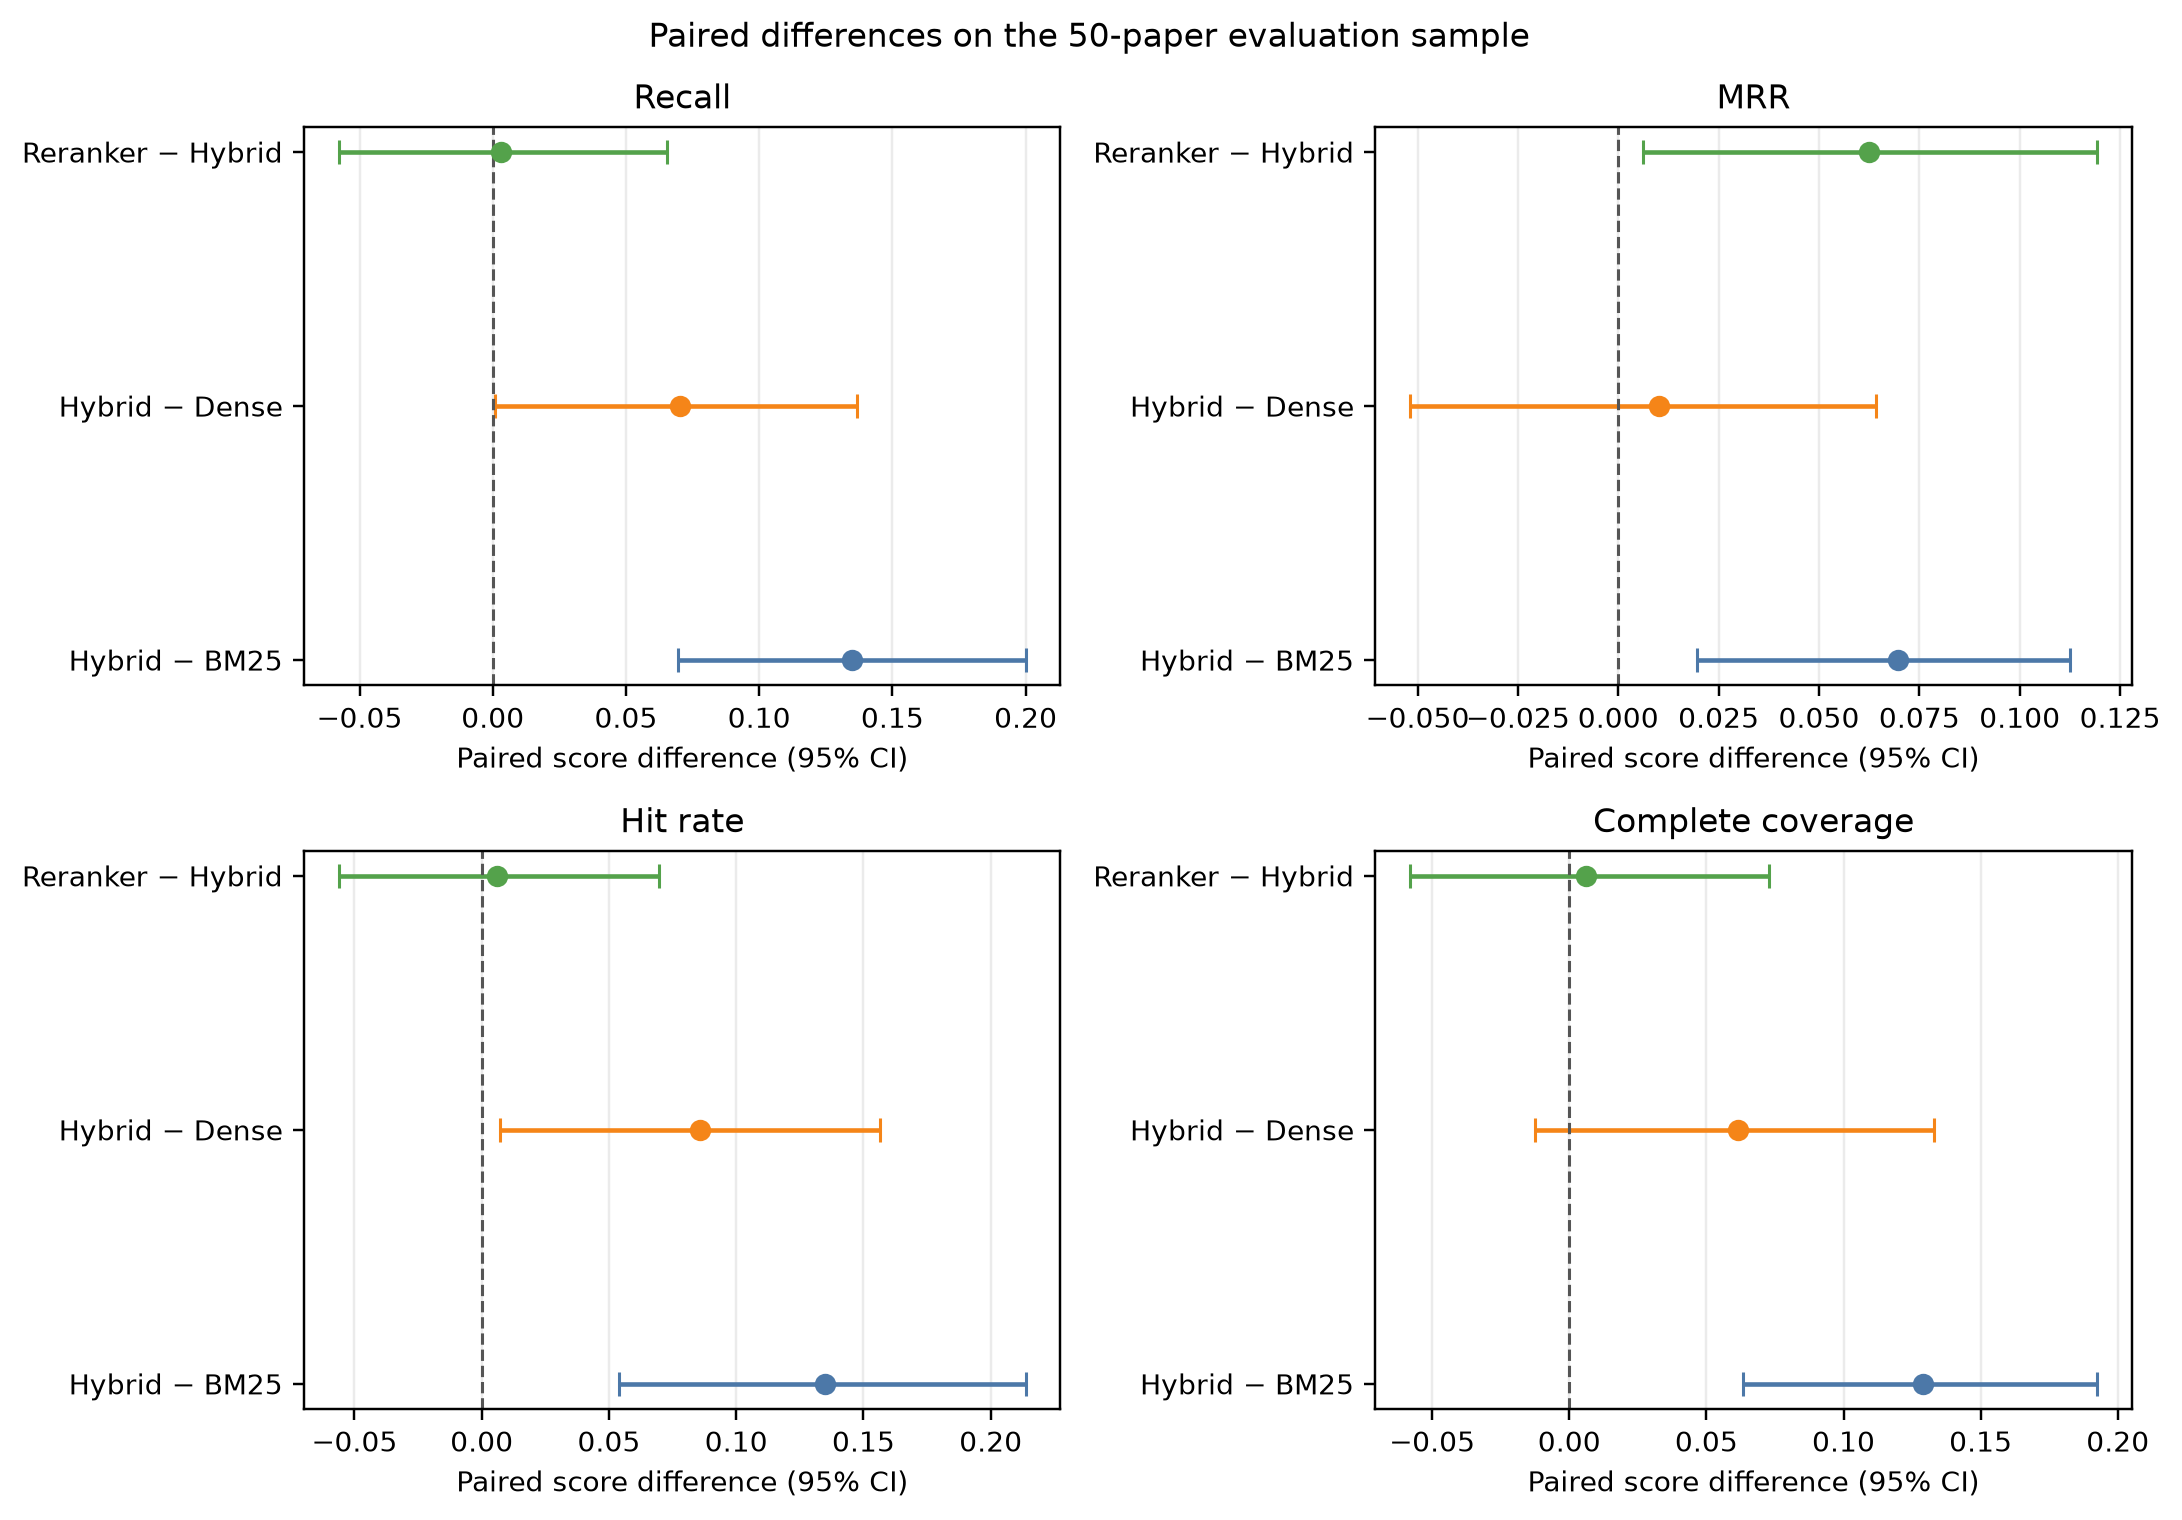 Paired differences on the 50-paper evaluation sample
Recall
Reranker − Hybrid
Hybrid − Dense
Hybrid − BM25
−0.05 0.00 0.05 0.10 0.15 0.20
Paired score difference (95% CI)
MRR
Reranker − Hybrid
Hybrid − Dense
Hybrid − BM25
−0.050 −0.025 0.000 0.025 0.050 0.075 0.100 0.125
Paired score difference (95% CI)
Hit rate
Reranker − Hybrid
Hybrid − Dense
Hybrid − BM25
−0.05 0.00 0.05 0.10 0.15 0.20
Paired score difference (95% CI)
Complete coverage
Reranker − Hybrid
Hybrid − Dense
Hybrid − BM25
−0.05 0.00 0.05 0.10 0.15 0.20
Paired score difference (95% CI)